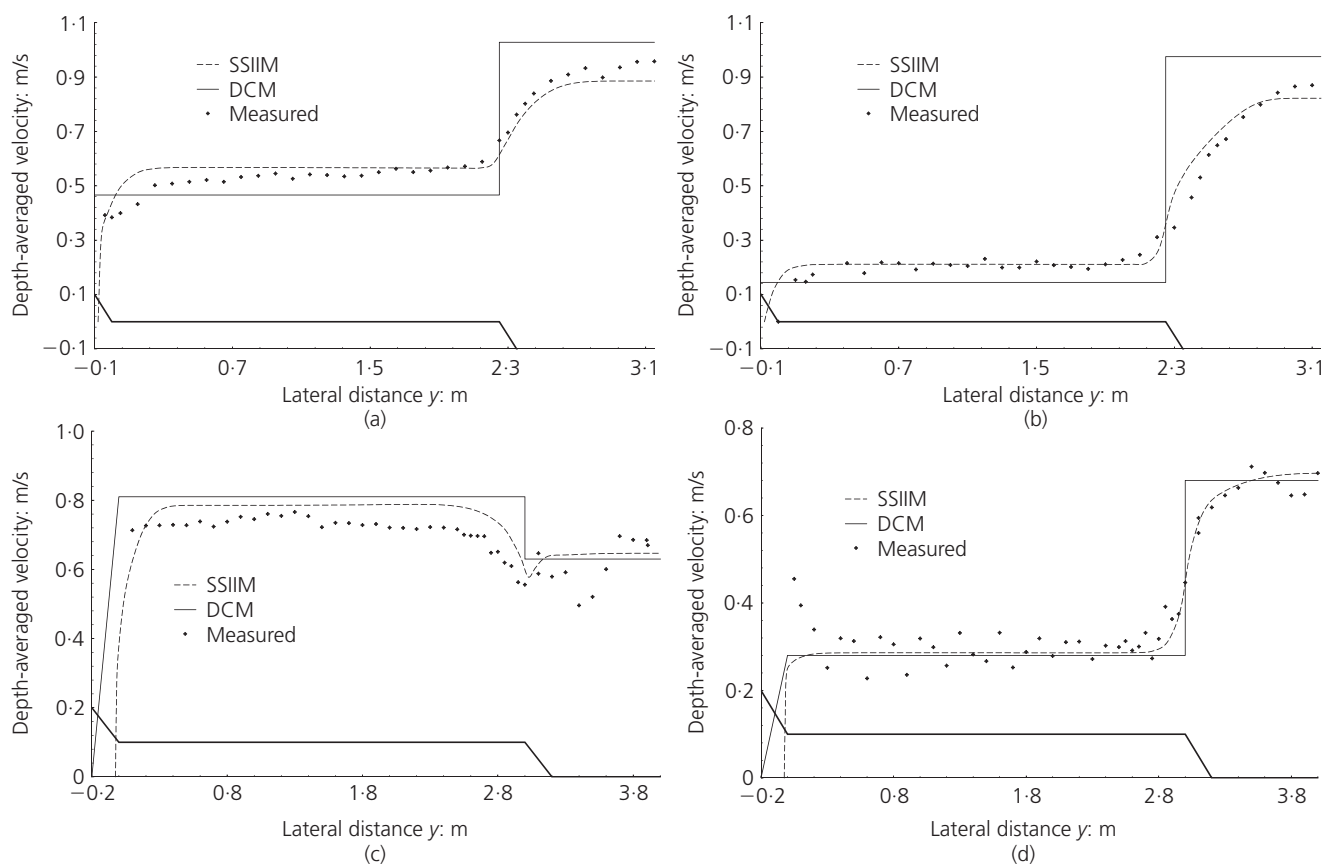 1·1
0·9
0·7
0·5
0·3
0·1
−0·1
Depth-averaged velocity: m/s
SSIIM
DCM
Measured
−0·1
0·7
1·5
2·3
3·1
Lateral distance y: m
(a)
1·1
0·9
0·7
0·5
0·3
0·1
−0·1
Depth-averaged velocity: m/s
SSIIM
DCM
Measured
−0·1
0·7
1·5
2·3
3·1
Lateral distance y: m
(b)
1·0
0·8
0·6
0·4
0·2
0
Depth-averaged velocity: m/s
SSIIM
DCM
Measured
−0·2
0·8
1·8
2·8
3·8
Lateral distance y: m
(c)
0·8
0·6
0·4
0·2
0
Depth-averaged velocity: m/s
SSIIM
DCM
Measured
−0·2
0·8
1·8
2·8
3·8
Lateral distance y: m
(d)